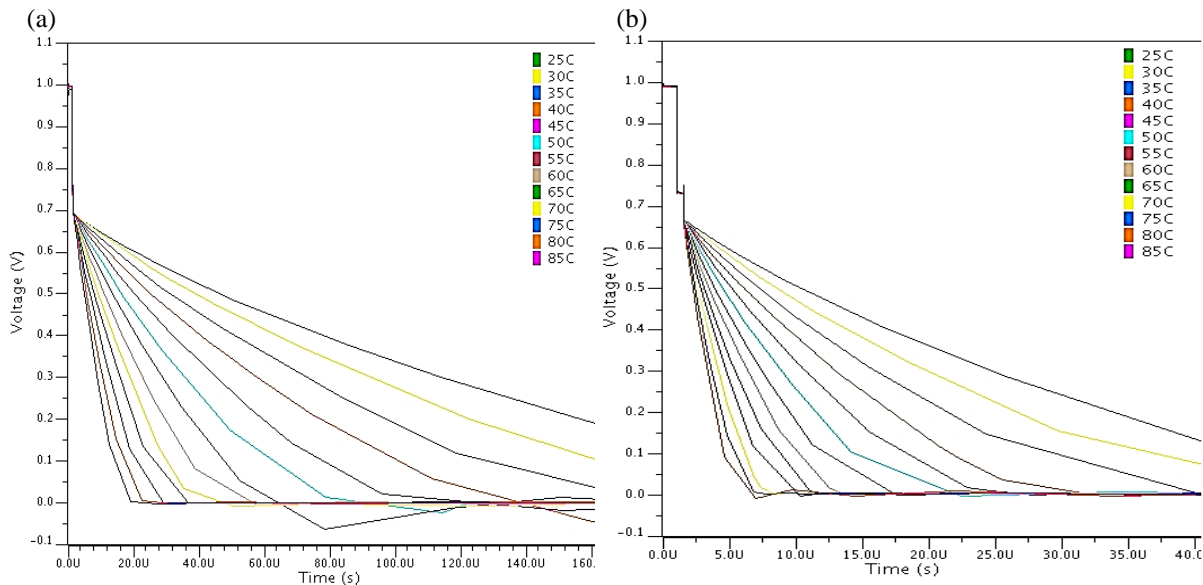 (a)
1.1
1.0
0.9
0.8
0.7
0.6
0.5
0.4
0.3
0.2
0.1
0.0
-0.1
Voltage (V)
0.0
20.0U
40.0U
60.0U
80.0U
100.0U
120.0U
140.0U
160.
Time (s)
25C
30C
35C
40C
45C
50C
55C
60C
65C
70C
75C
80C
85C
(b)
1.1
1.0
0.9
0.8
0.7
0.6
0.5
0.4
0.3
0.2
0.1
0.0
-0.1
Voltage (V)
0.0
5.0U
10.0U
15.0U
20.0U
25.0U
30.0U
35.0U
40.0
Time (s)
25C
30C
35C
40C
45C
50C
55C
60C
65C
70C
75C
80C
85C